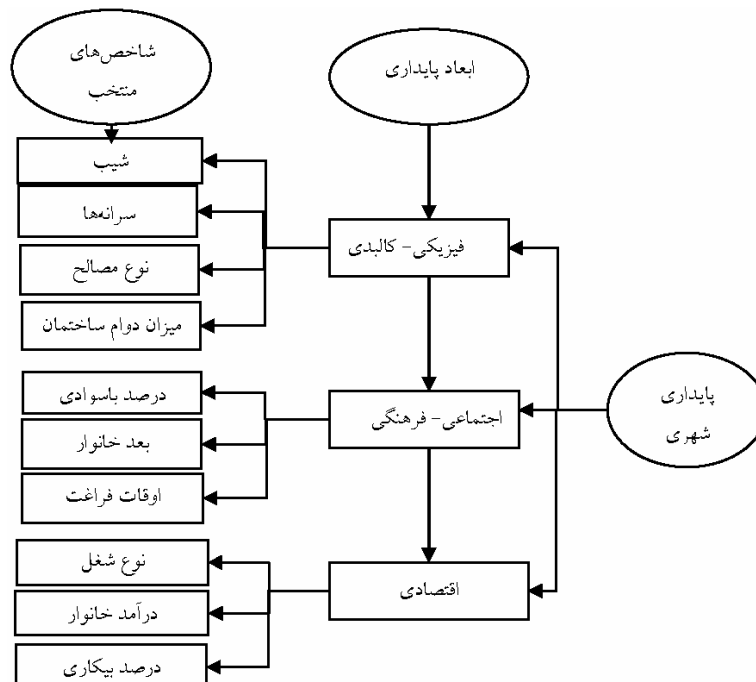 ابعاد پایداری
شاخص‌های
منتخب
شیب
سرانه‌ها
فیزیکی- کالبدی
نوع مصالح
میزان دوام ساختمان
پایداری
شهری
اجتماعی- فرهنگی
درصد باسوادی
بعد خانوار
اوقات فراغت
اقتصادی
نوع شغل
درآمد خانوار
درصد بیکاری